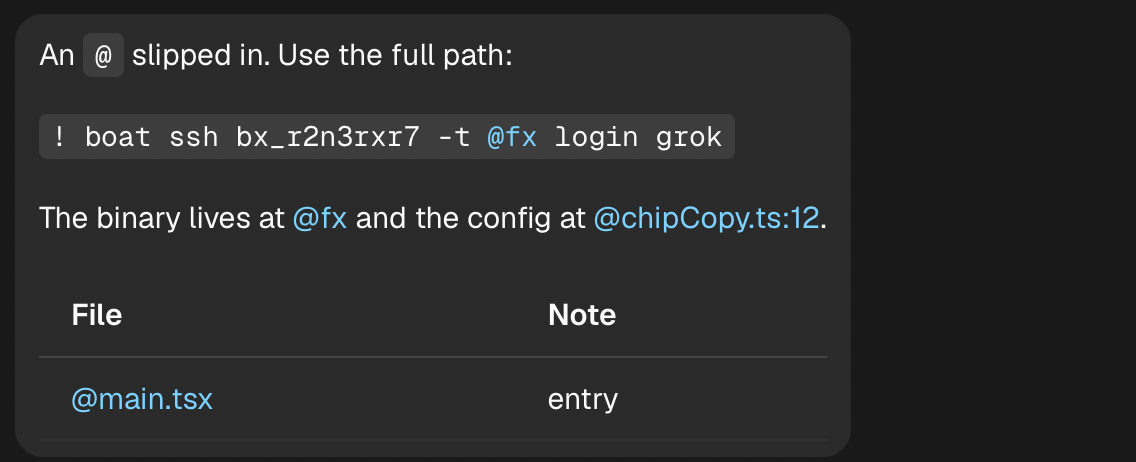 An @ slipped in. Use the full path:
! boat ssh bx_r2n3rxr7 -t @fx login grok
The binary lives at @fx and the config at @chipCopy.ts:12.
File Note
@main.tsx entry